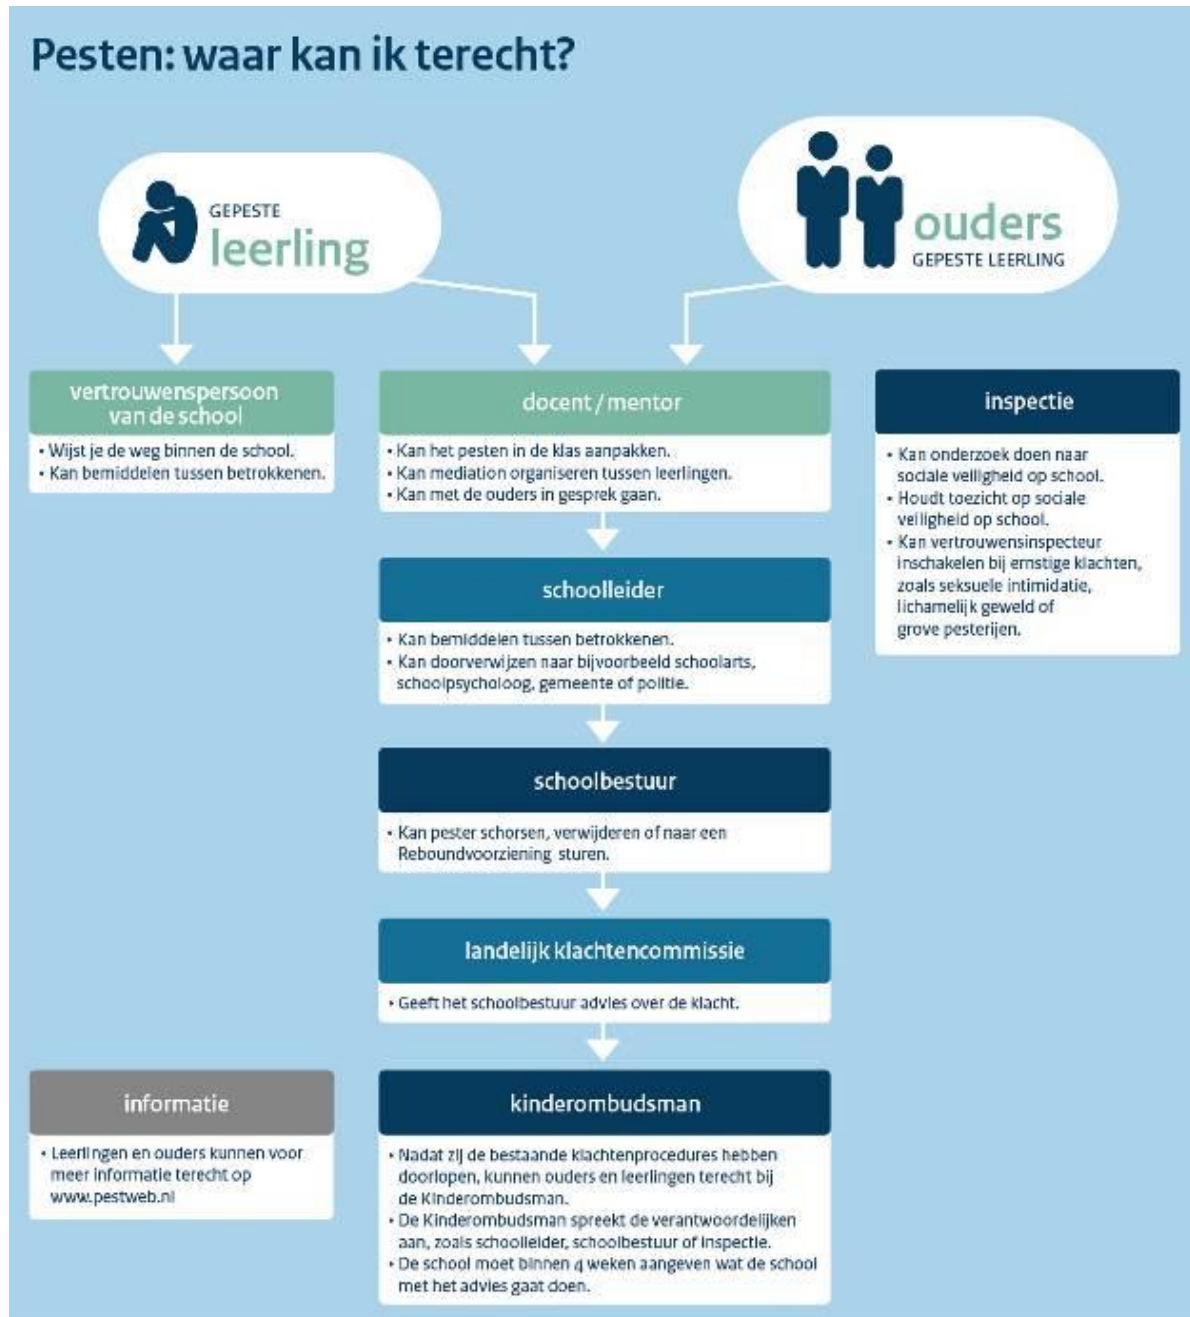 Pesten: waar kan ik terecht?
GEPESTE
leerling
ouders
GEPESTE LEERLING
vertrouwenspersoon
van de school
• Wijst je de weg binnen de school.
• Kan bemiddelen tussen betrokkenen.
docent / mentor
• Kan het pesten in de klas aanpakken.
• Kan mediation organiseren tussen leerlingen.
• Kan met de ouders in gesprek gaan.
inspectie
• Kan onderzoek doen naar
sociale veiligheid op school.
• Houdt toezicht op sociale
veiligheid op school.
• Kan vertrouwensinspecteur
inschakelen bij ernstige klachten,
zoals seksuele intimidatie,
lichamelijk geweld of
grove pesterijen.
schoolleider
• Kan bemiddelen tussen betrokkenen.
• Kan doorverwijzen naar bijvoorbeeld schoolarts,
schoolpsycholoog, gemeente of politie.
schoolbestuur
• Kan pester schorsen, verwijderen of naar een
Reboundvoorziening sturen.
landelijk klachtencommissie
• Geeft het schoolbestuur advies over de klacht.
informatie
• Leerlingen en ouders kunnen voor
meer informatie terecht op
www.pestweb.nl
kinderombudsman
• Nadat zij de bestaande klachtenprocedures hebben
doorlopen, kunnen ouders en leerlingen terecht bij
de Kinderombudsman.
• De Kinderombudsman spreekt de verantwoordelijken
aan, zoals schoolleider, schoolbestuur of inspectie.
• De school moet binnen 4 weken aangeven wat de school
met het advies gaat doen.